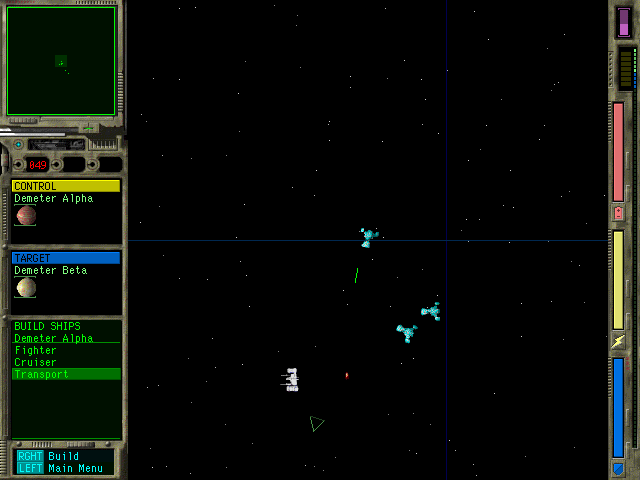 049
CONTROL
Demeter Alpha
TARGET
Demeter Beta
BUILD SHIPS
Demeter Alpha
Fighter
Cruiser
Transport
RGHT Build
LEFT Main Menu